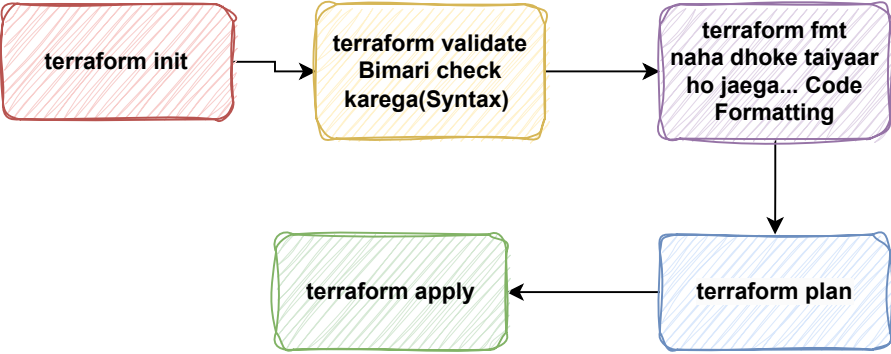 terraform init
terraform validate
Bimari check
karega(Syntax)
terraform fmt
naha dhoke taiyaar
ho jaega... Code
Formatting
terraform plan
terraform apply